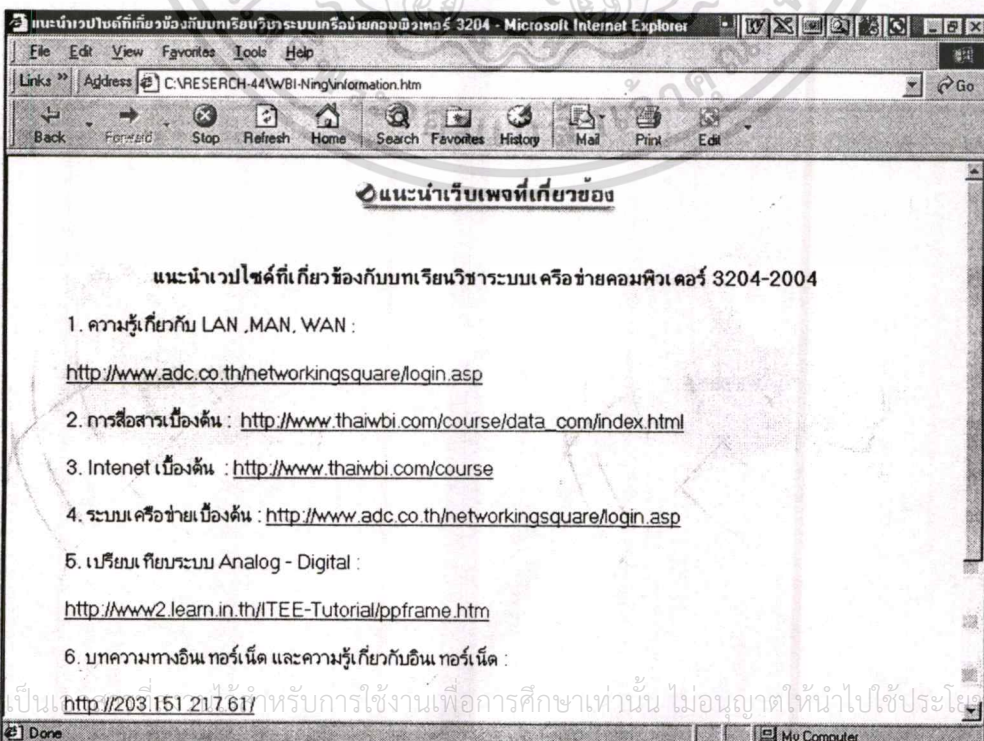 แนะนำเวปไซด์ที่เกี่ยวข้องกับบทเรียนวิชาระบบเครือข่ายคอมพิวเตอร์ 3204 - Microsoft Internet Explorer
File Edit View Favorites Tools Help
Links » Address C:\RESERCH-44\WBI-Ning\information.htm Go
Back Forward Stop Refresh Home Search Favorites History Mail Print Edit
แนะนำเว็บเพจที่เกี่ยวข้อง
แนะนำเวปไซด์ที่เกี่ยวข้องกับบทเรียนวิชาระบบเครือข่ายคอมพิวเตอร์ 3204-2004
1. ความรู้เกี่ยวกับ LAN ,MAN, WAN :
http://www.adc.co.th/networkingsquare/login.asp
2. การสื่อสารเบื้องต้น : http://www.thaiwbi.com/course/data_com/index.html
3. Intenet เบื้องต้น : http://www.thaiwbi.com/course
4. ระบบเครือข่ายเบื้องต้น : http://www.adc.co.th/networkingsquare/login.asp
5. เปรียบเทียบระบบ Analog - Digital :
http://www2.learn.in.th/ITEE-Tutorial/ppframe.htm
6. บทความทางอินเทอร์เน็ต และความรู้เกี่ยวกับอินเทอร์เน็ต :
http://203.151.217.61/
สำหรับการใช้งานเพื่อการศึกษาเท่านั้น ไม่อนุญาตให้นำไปใช้ประโย
Done My Computer